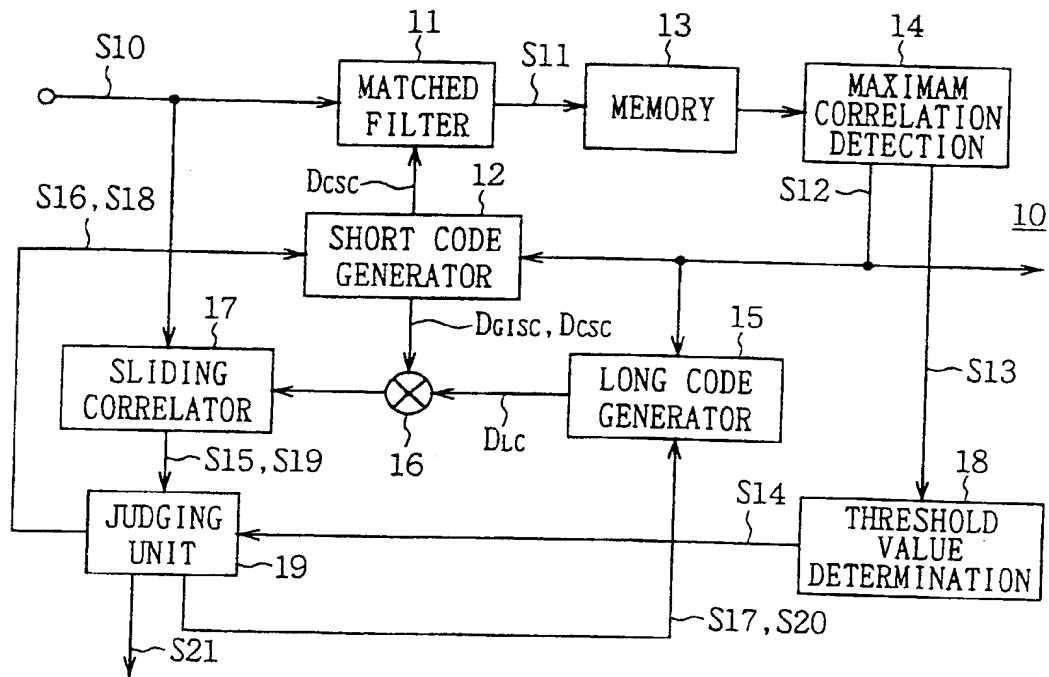 11
13
14
S10
S11
MATCHED
FILTER
MEMORY
MAXIMAM
CORRELATION
DETECTION
DCSC
12
S12
S16, S18
10
SHORT CODE
GENERATOR
17
DGISC, DCSC
15
SLIDING
CORRELATOR
LONG CODE
GENERATOR
S13
DLC
16
S15, S19
18
S14
JUDGING
UNIT
THRESHOLD
VALUE
DETERMINATION
19
S17, S20
S21